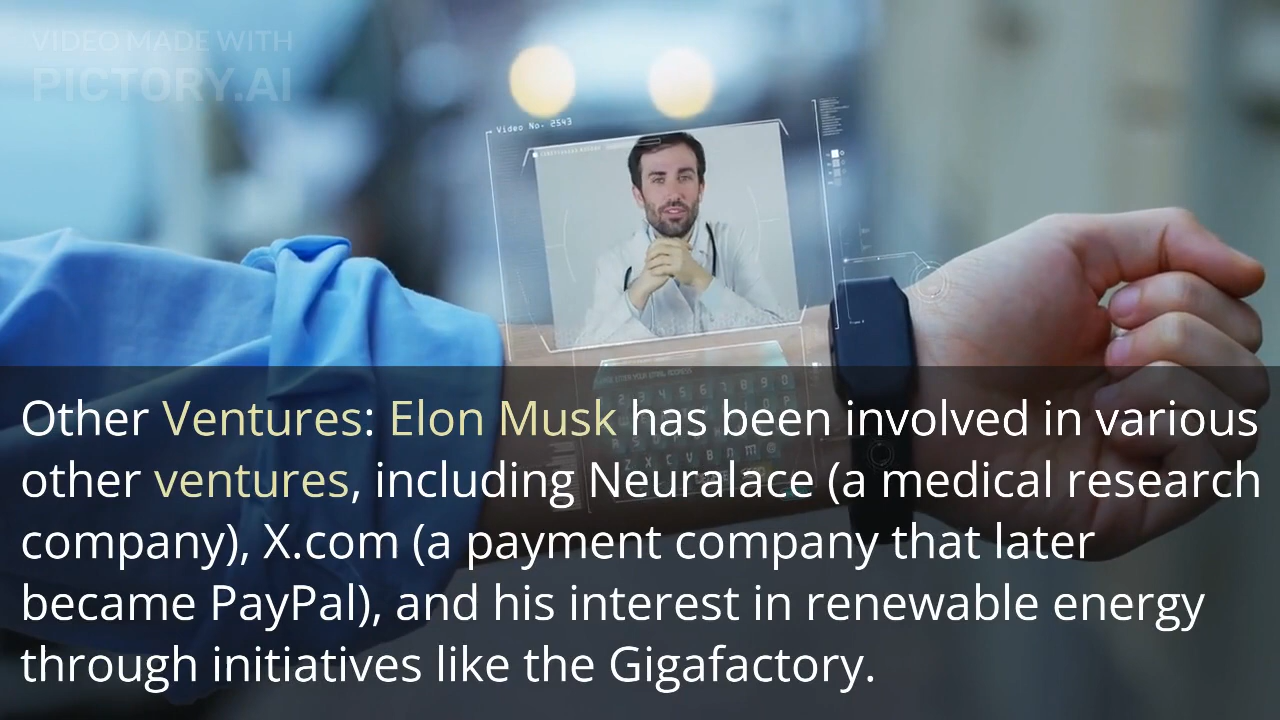 VIDEO MADE WITH
PICTORY.AI
Video No. 2543
Other Ventures: Elon Musk has been involved in various
other ventures, including Neuralace (a medical research
company), X.com (a payment company that later
became PayPal), and his interest in renewable energy
through initiatives like the Gigafactory.